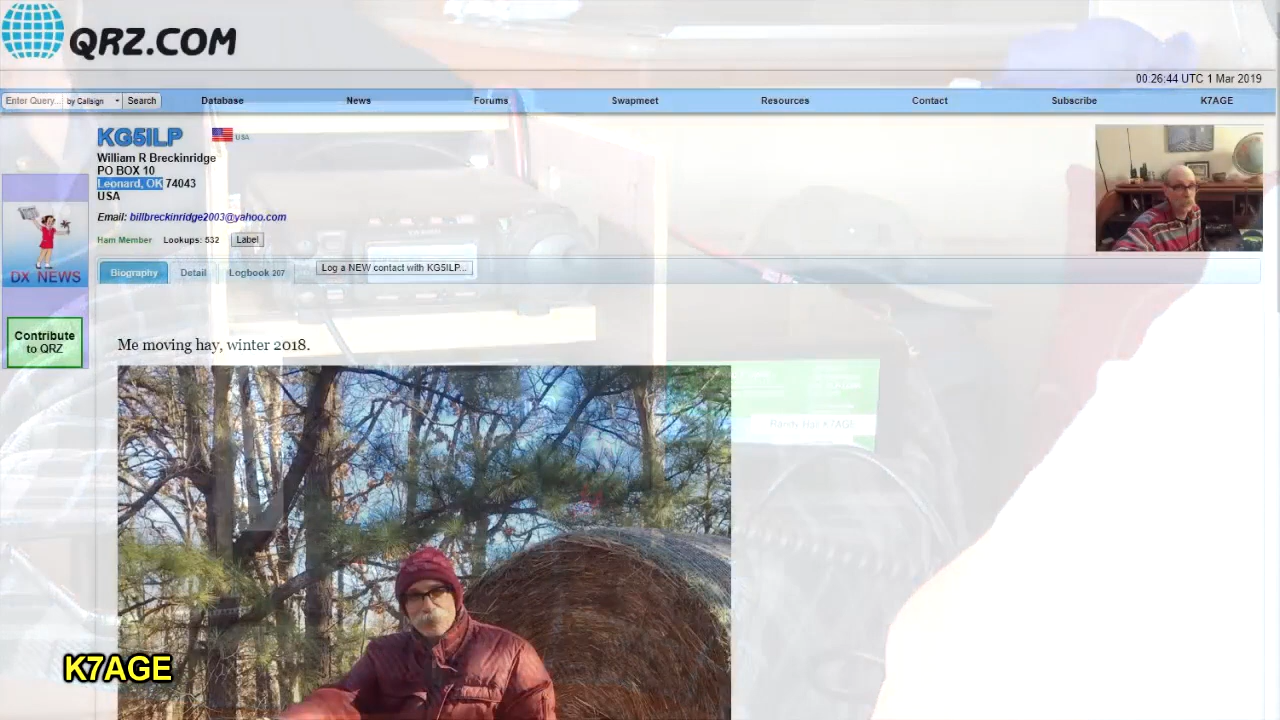 QRZ.COM
00:26:44 UTC 1 Mar 2019
Enter Query... by Callsign Search Database News Forums Swapmeet Resources Contact Subscribe K7AGE
KG5ILP USA
William R Breckinridge
PO BOX 10
Leonard, OK 74043
USA
Email: billbreckinridge2003@yahoo.com
Ham Member Lookups: 532 Label
DX NEWS
Biography Detail Logbook 207 Log a NEW contact with KG5ILP...
Contribute
to QRZ
Me moving hay, winter 2018.
K7AGE